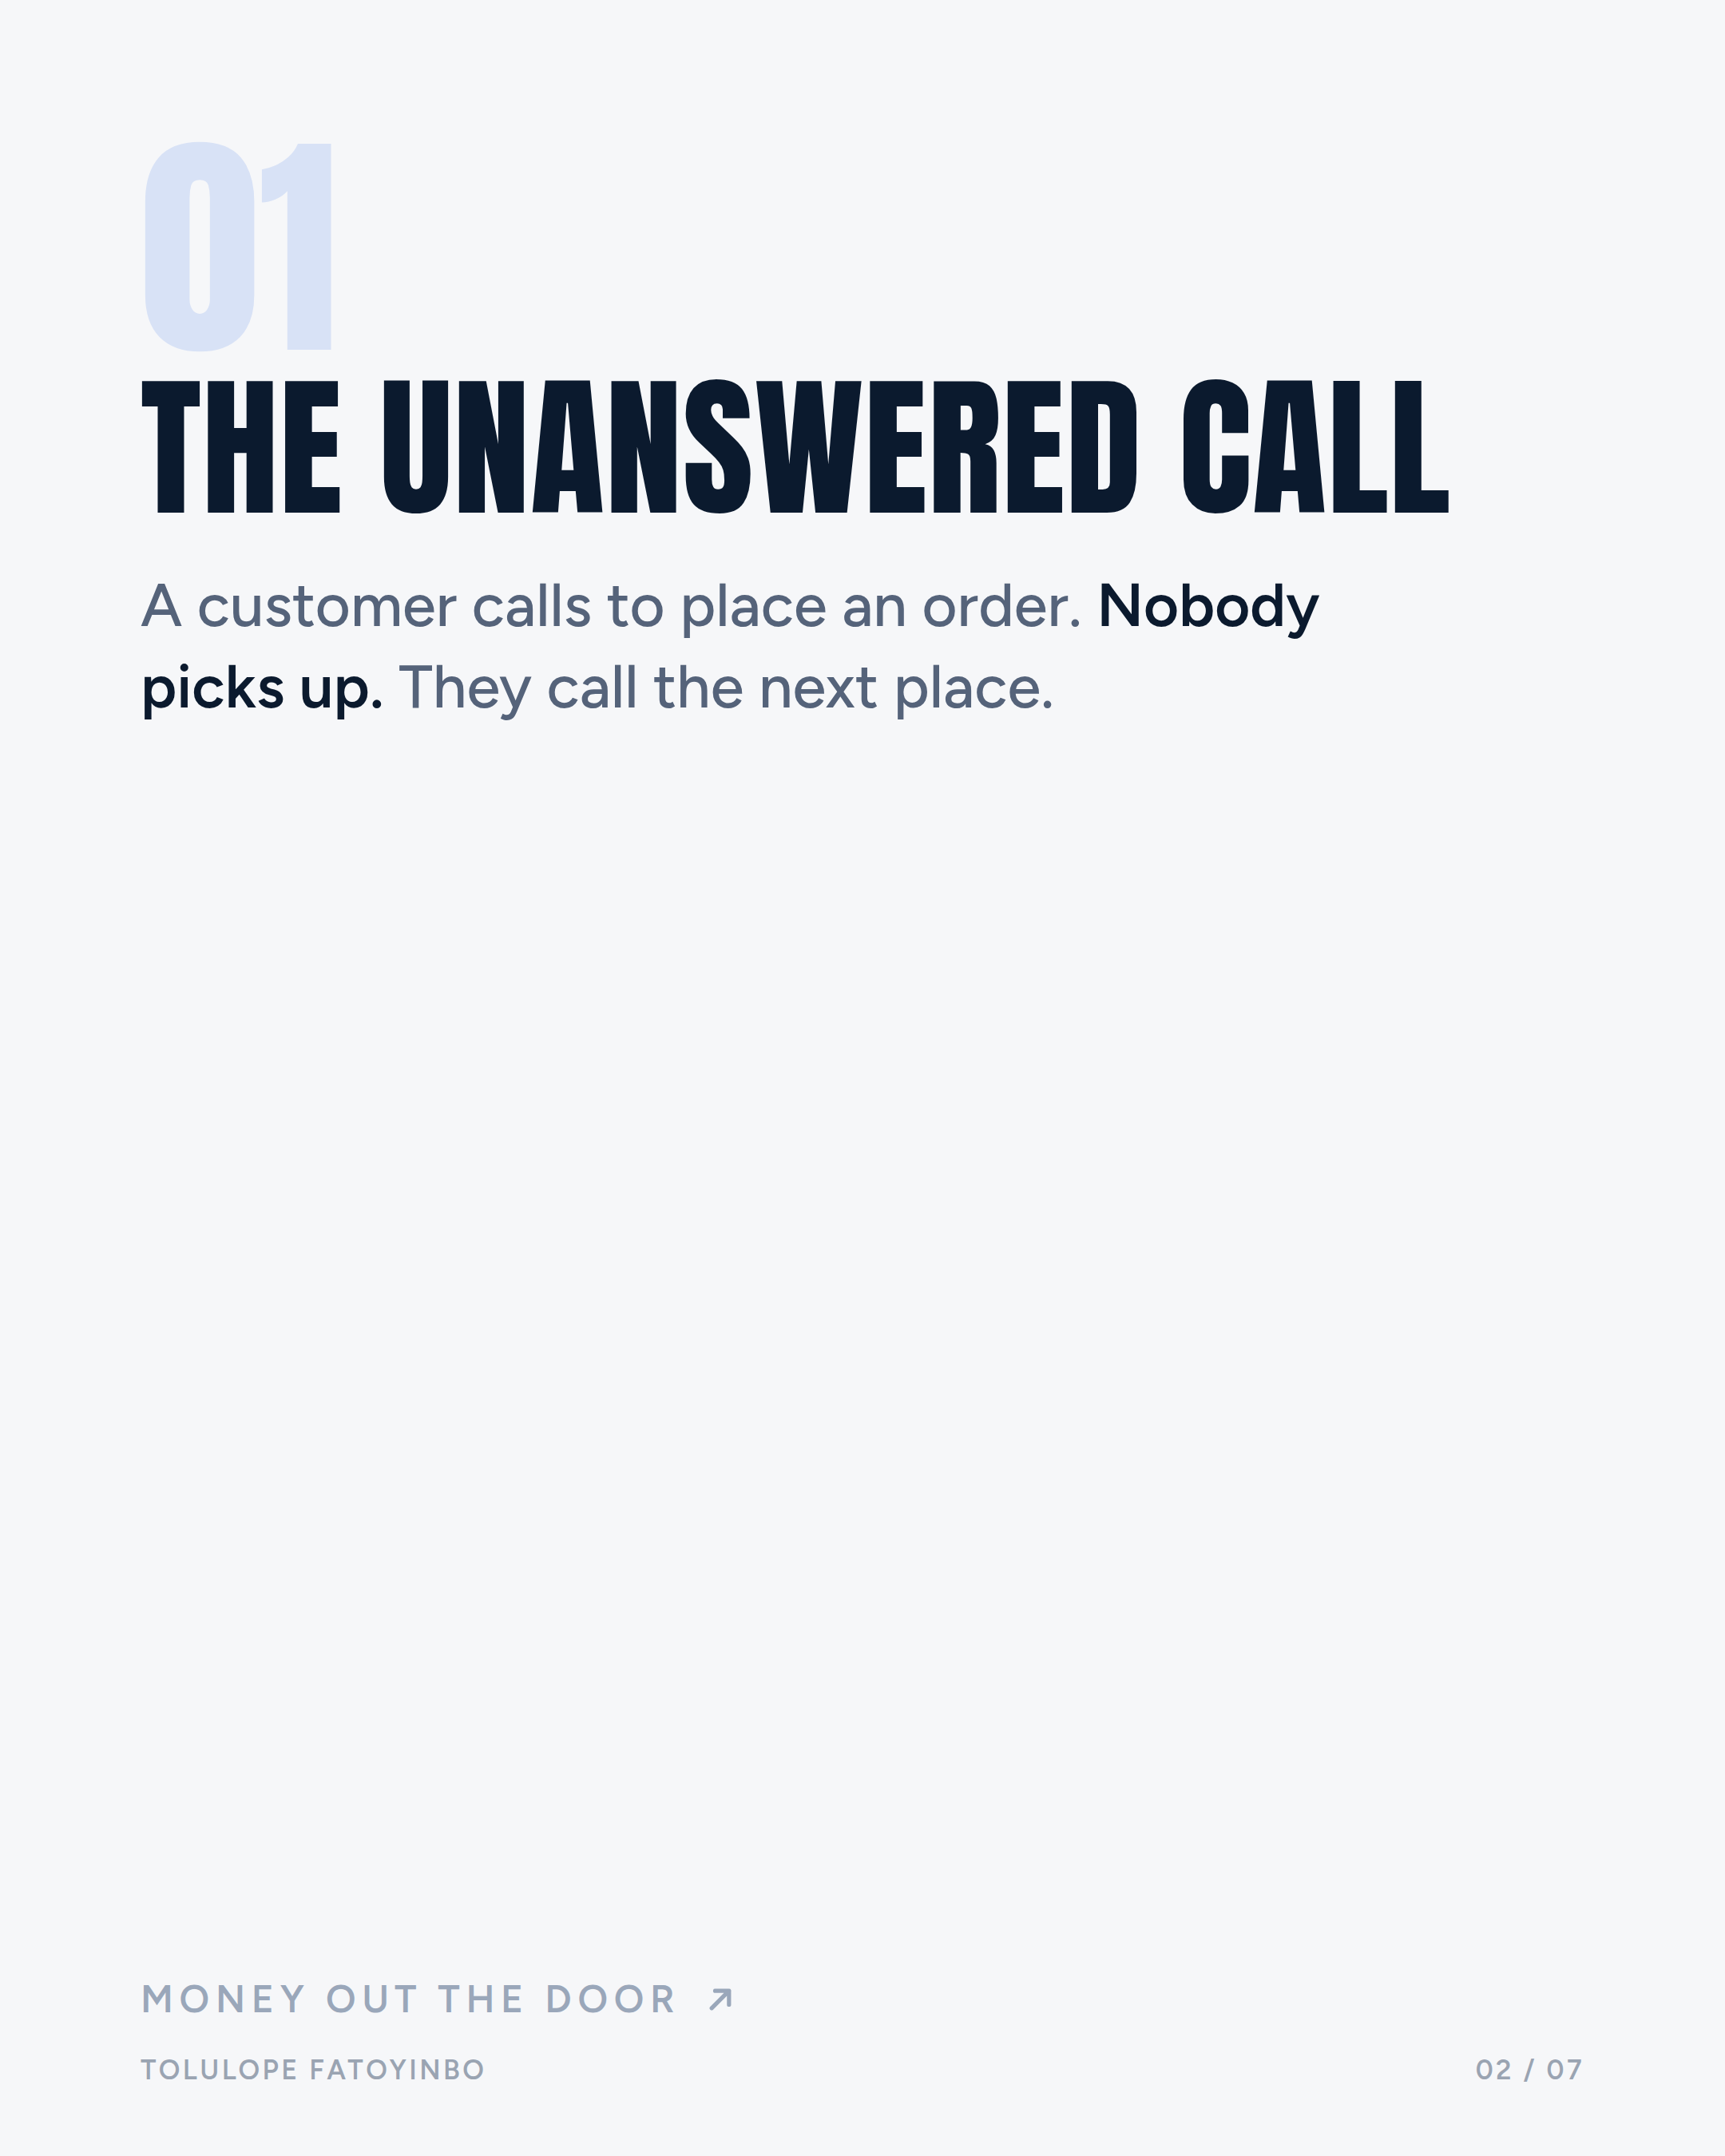 01
THE UNANSWERED CALL
A customer calls to place an order. Nobody
picks up. They call the next place.
MONEY OUT THE DOOR ↗
TOLULOPE FATOYINBO
02 / 07